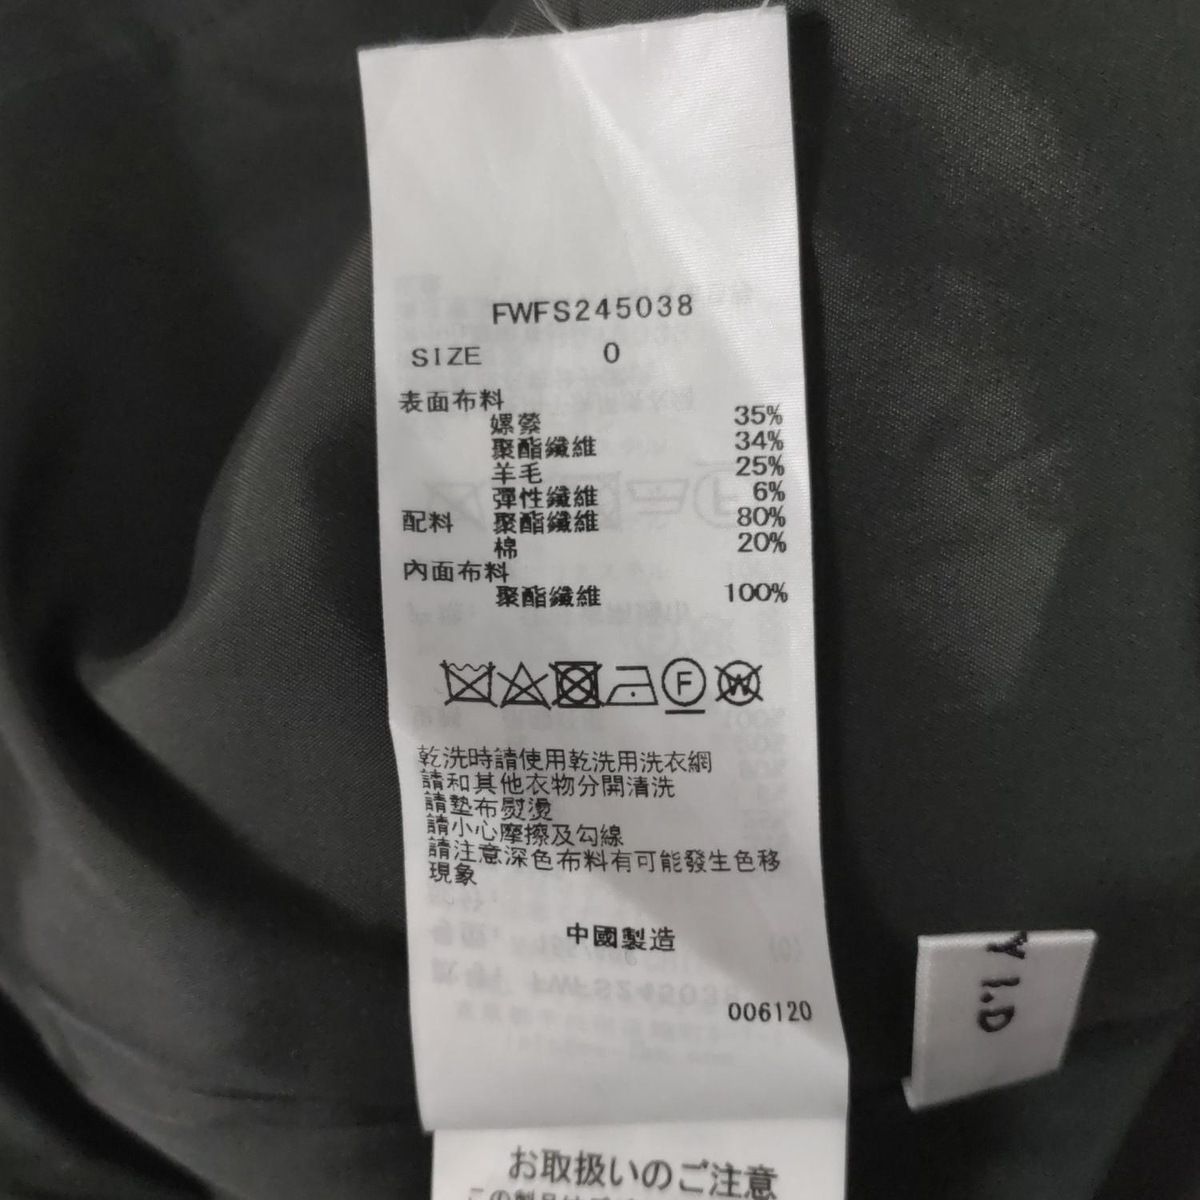 FWFS245038
SIZE 0
表面布料
嫘縈 35%
聚酯纖維 34%
羊毛 25%
彈性纖維 6%
配料 聚酯纖維 80%
棉 20%
內面布料
聚酯纖維 100%
F W
乾洗時請使用乾洗用洗衣網
請和其他衣物分開清洗
請墊布熨燙
請小心摩擦及勾線
請注意深色布料有可能發生色移
現象
中國製造
006120
Y I.D
お取扱いのご注意
この製品は